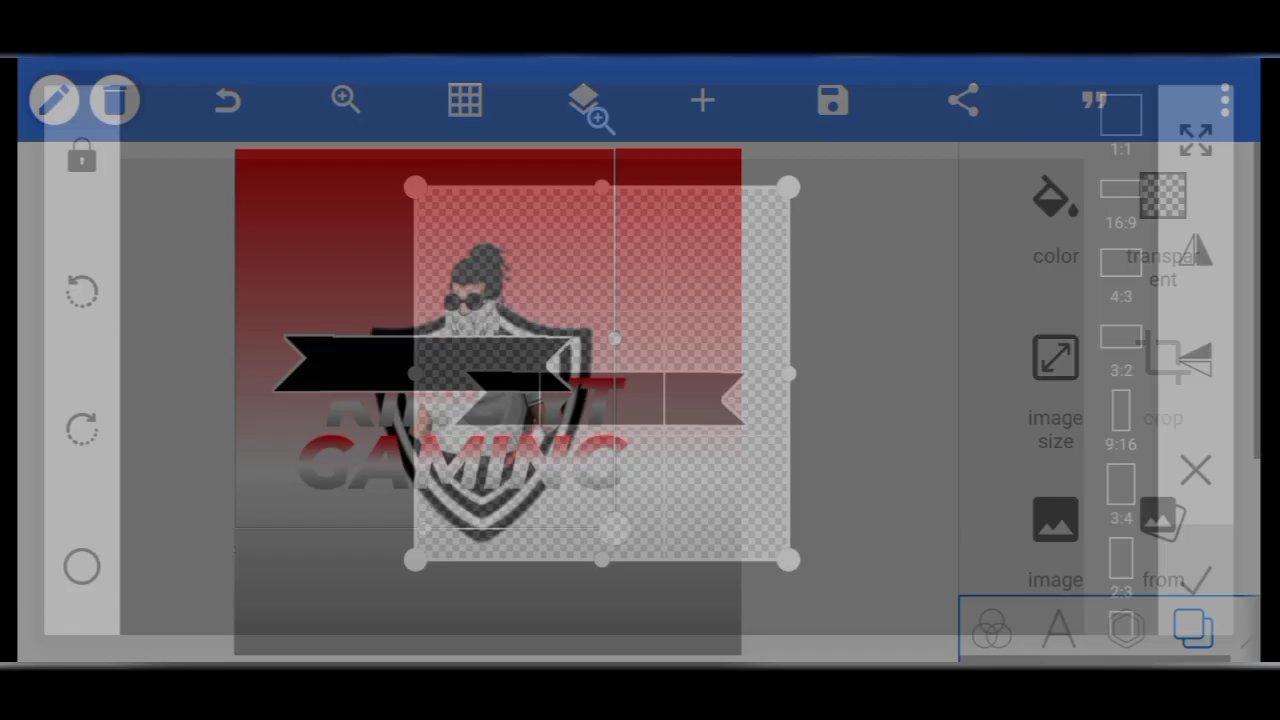 1:1
16:9
color
transpar
ent
4:3
3:2
GAMING
image
size
crop
9:16
3:4
image
from
2:3